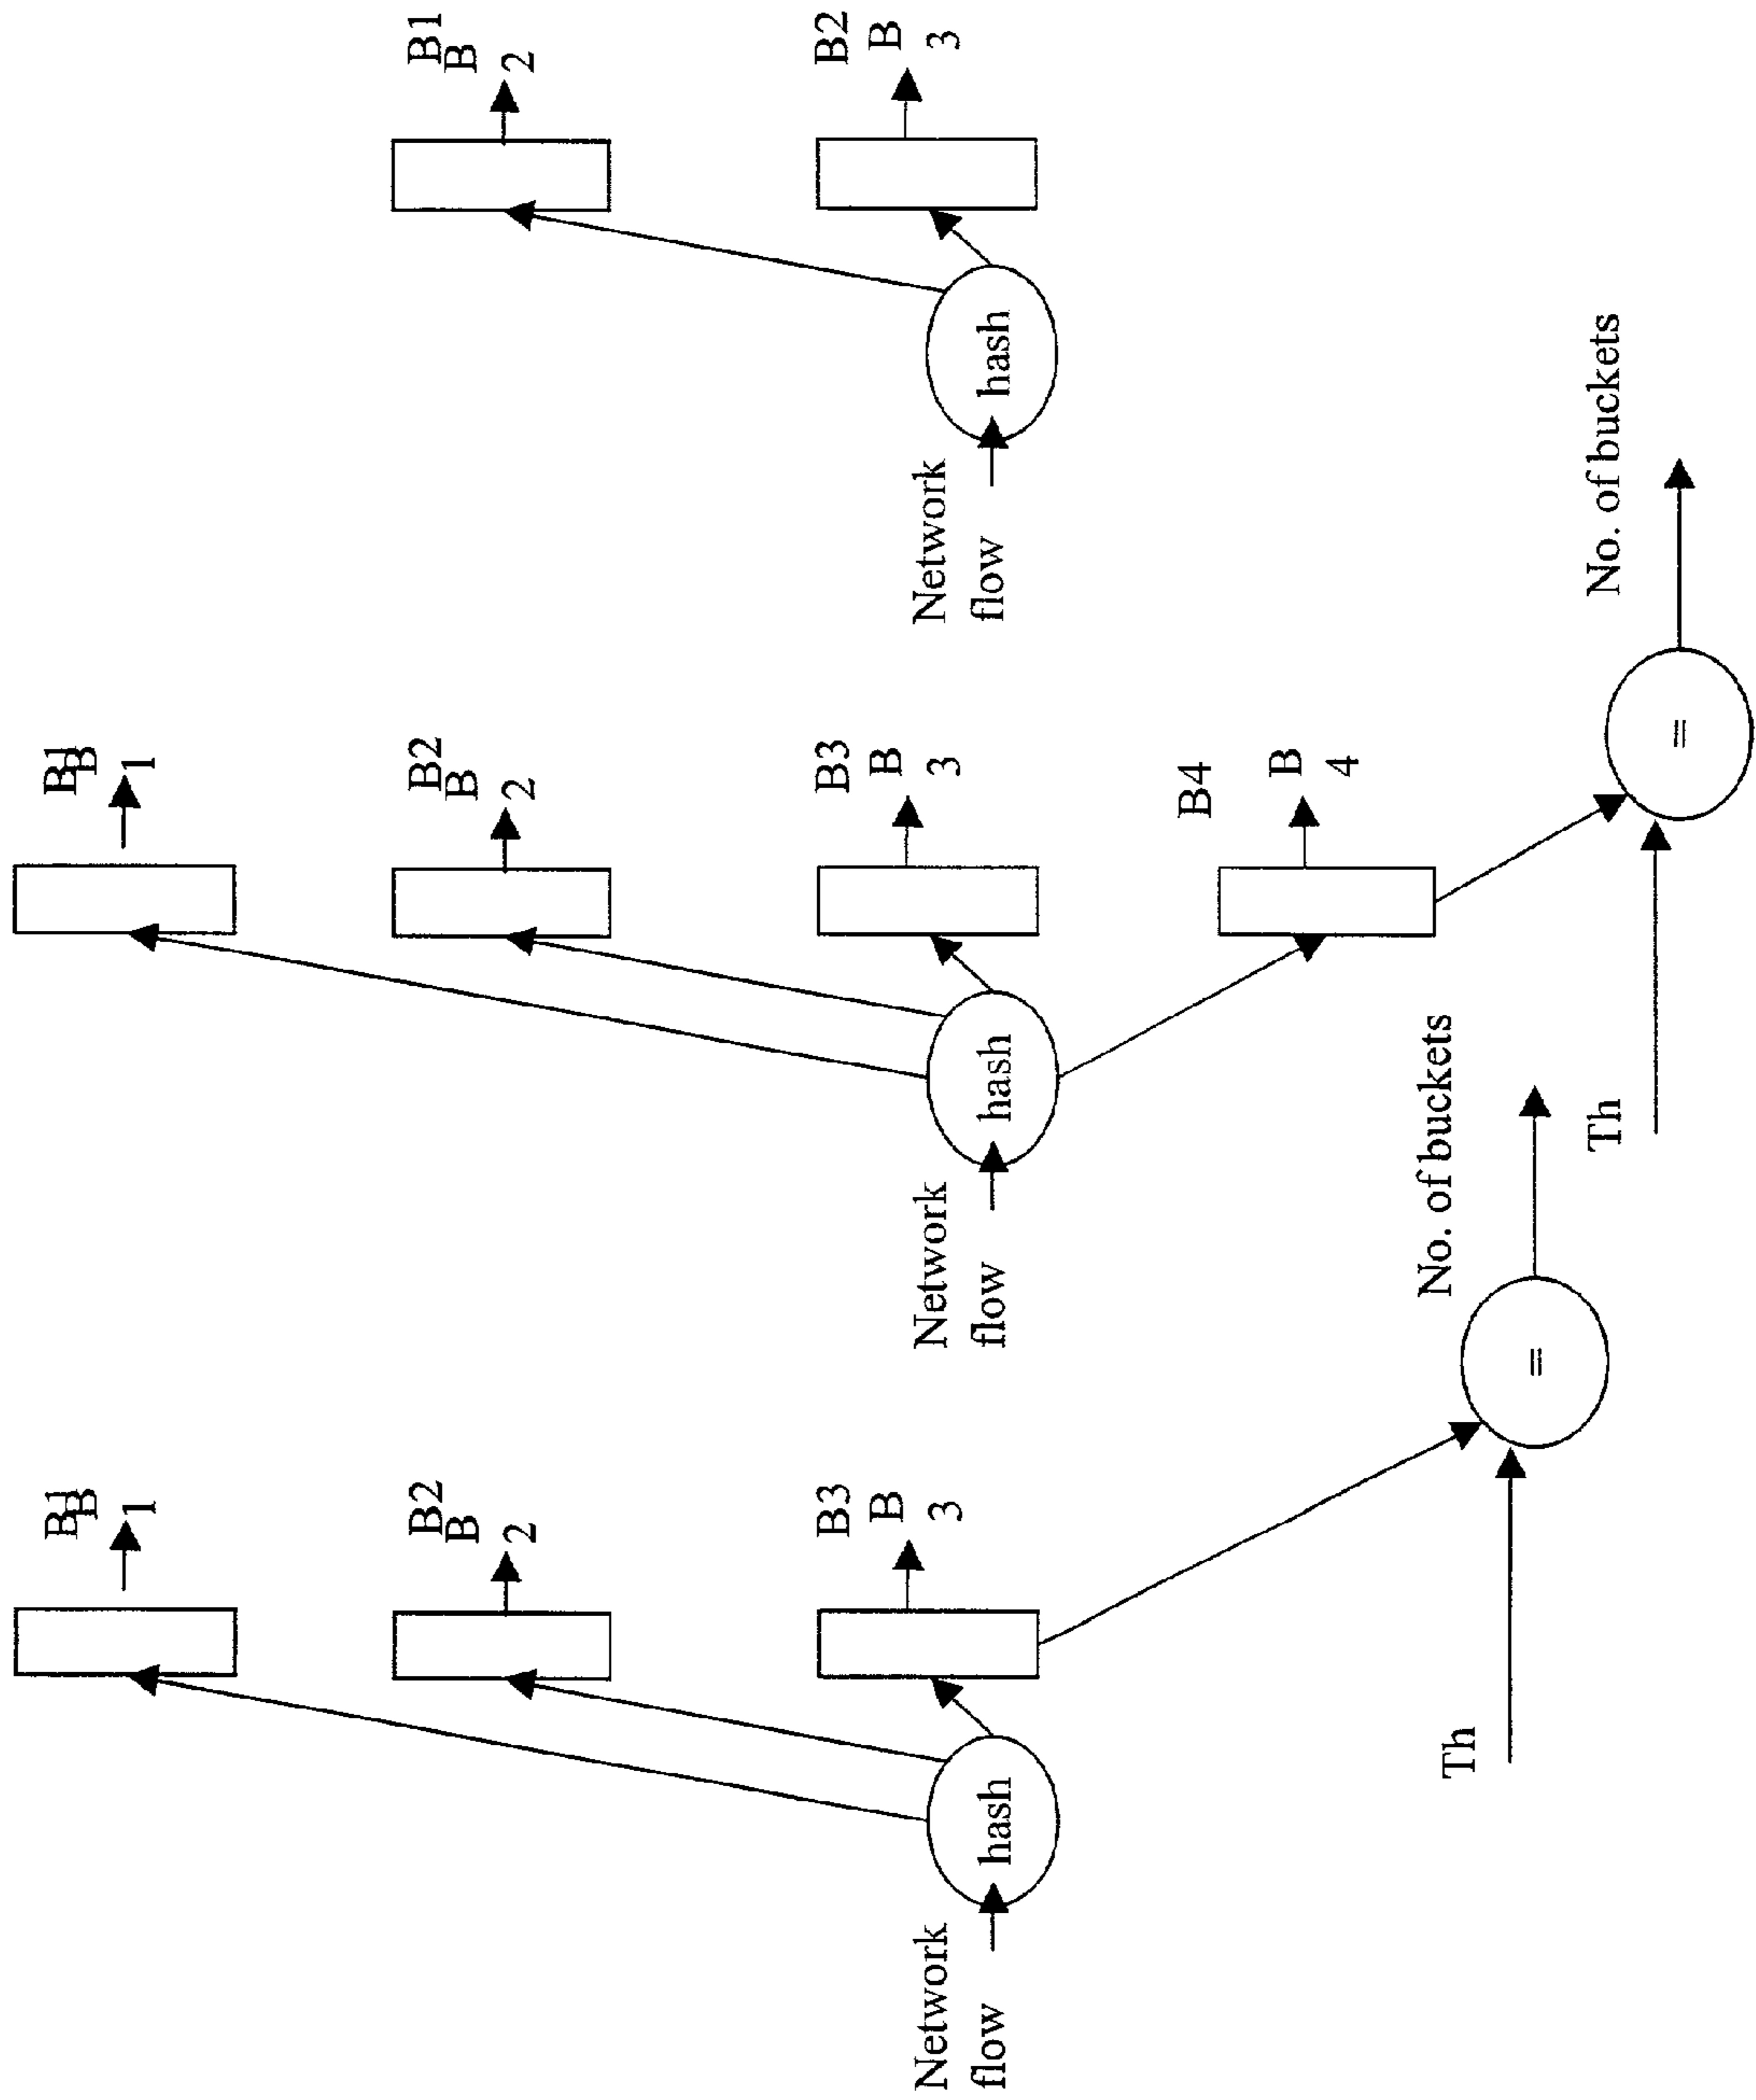 B1
B
1
B2
B
2
B3
B
3
Network
flow
hash
No. of buckets
Th
=
B1
B
1
B2
B
2
B3
B
3
Network
flow
hash
B4
B
4
No. of buckets
Th
=
B1
B
2
B2
B
3
Network
flow
hash